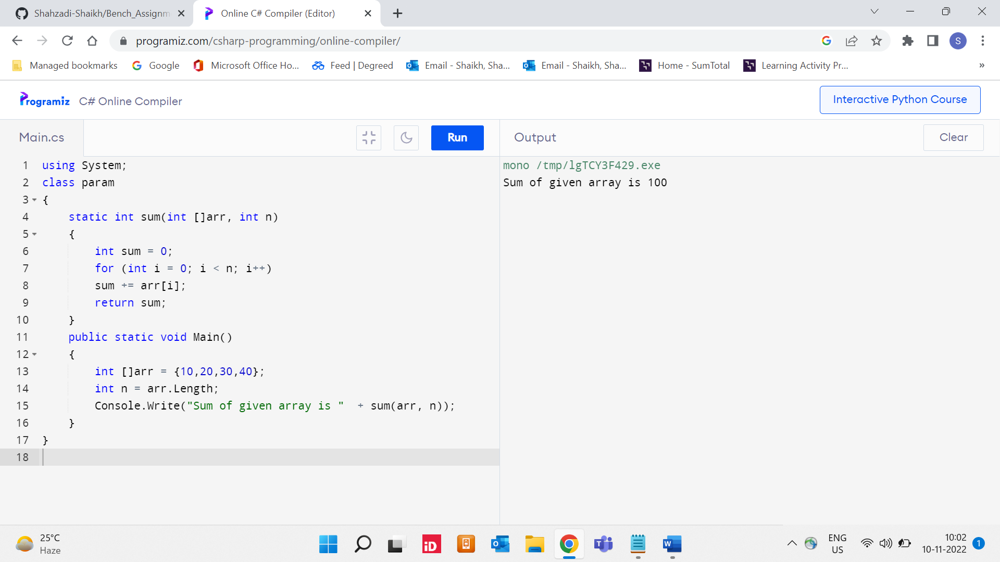 Shahzadi-Shaikh/Bench_Assignm
Online C# Compiler (Editor)
programiz.com/csharp-programming/online-compiler/
S
Managed bookmarks
Google
Microsoft Office Ho...
Feed | Degreed
Email - Shaikh, Sha...
Email - Shaikh, Sha...
Home - SumTotal
Learning Activity Pr...
»
Programiz C# Online Compiler
Interactive Python Course
Main.cs
Run
Output
Clear
1 using System;
2 class param
3 {
4 static int sum(int []arr, int n)
5 {
6 int sum = 0;
7 for (int i = 0; i < n; i++)
8 sum += arr[i];
9 return sum;
10 }
11 public static void Main()
12 {
13 int []arr = {10,20,30,40};
14 int n = arr.Length;
15 Console.Write("Sum of given array is "  + sum(arr, n));
16 }
17 }
18
mono /tmp/lgTCY3F429.exe
Sum of given array is 100
25°C
Haze
iD
ENG
US
10:02
10-11-2022
1